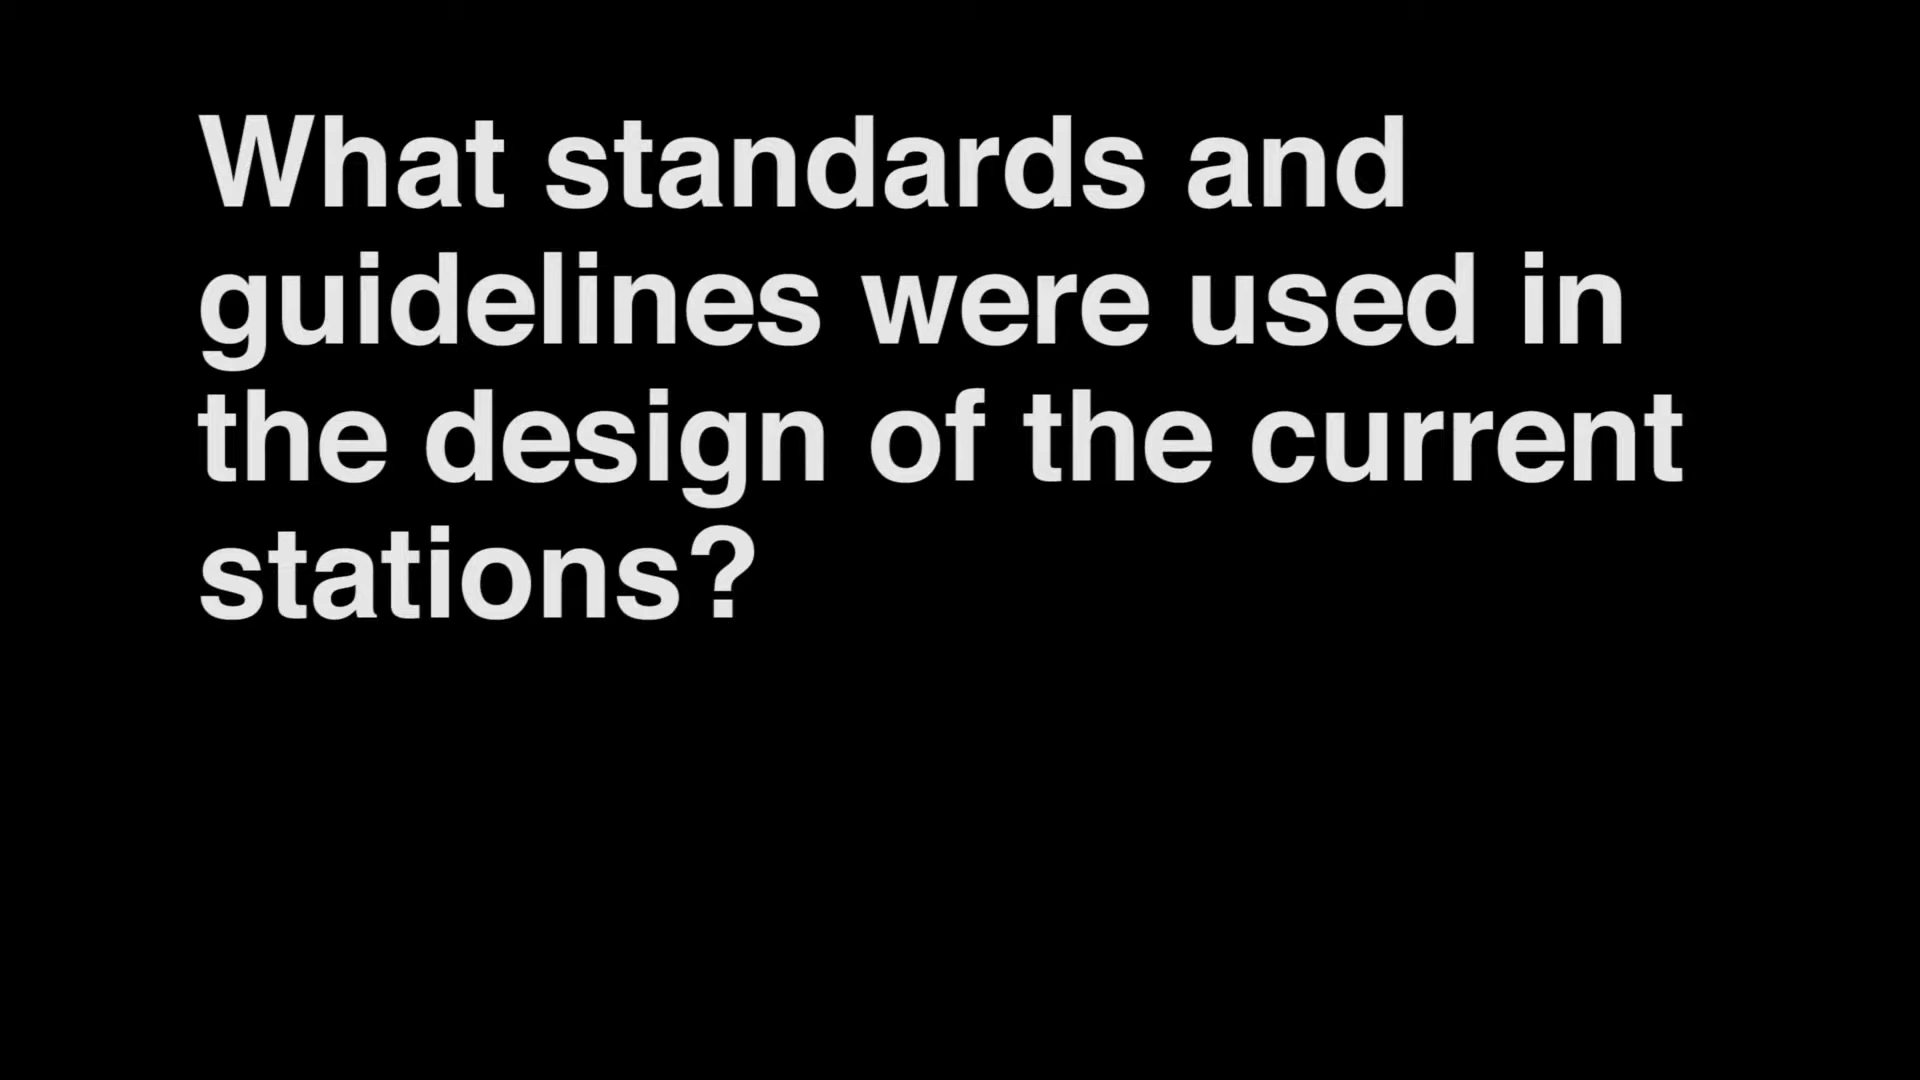 What standards and
guidelines were used in
the design of the current
stations?